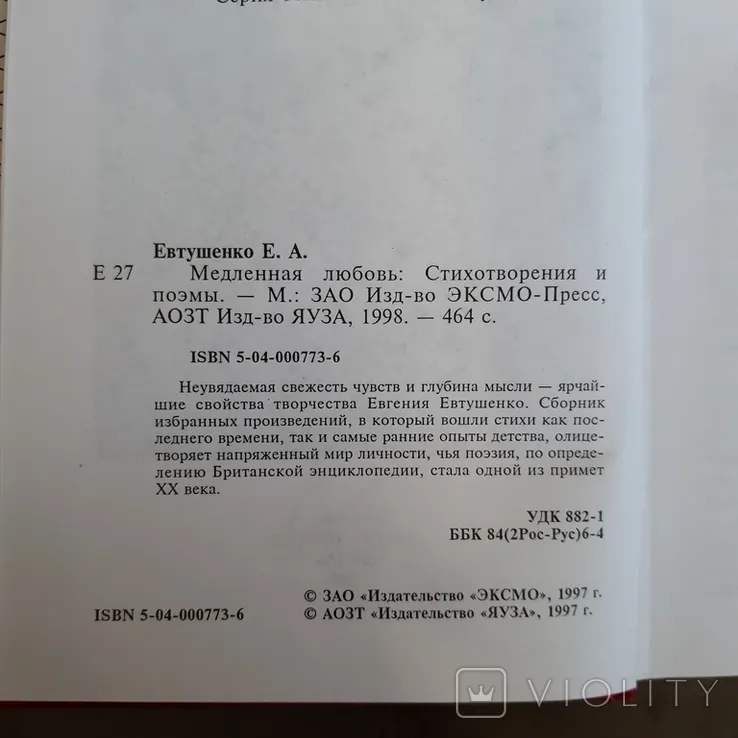 Серия
Евтушенко Е. А.
Е 27 Медленная любовь: Стихотворения и
поэмы. — М.: ЗАО Изд-во ЭКСМО-Пресс,
АОЗТ Изд-во ЯУЗА, 1998. — 464 с.
ISBN 5-04-000773-6
Неувядаемая свежесть чувств и глубина мысли — ярчай-
шие свойства творчества Евгения Евтушенко. Сборник
избранных произведений, в который вошли стихи как пос-
леднего времени, так и самые ранние опыты детства, олице-
творяет напряженный мир личности, чья поэзия, по опреде-
лению Британской энциклопедии, стала одной из примет
XX века.
УДК 882-1
ББК 84(2Рос-Рус)6-4
© ЗАО «Издательство «ЭКСМО», 1997 г.
ISBN 5-04-000773-6 © АОЗТ «Издательство «ЯУЗА», 1997 г.
VIOLITY